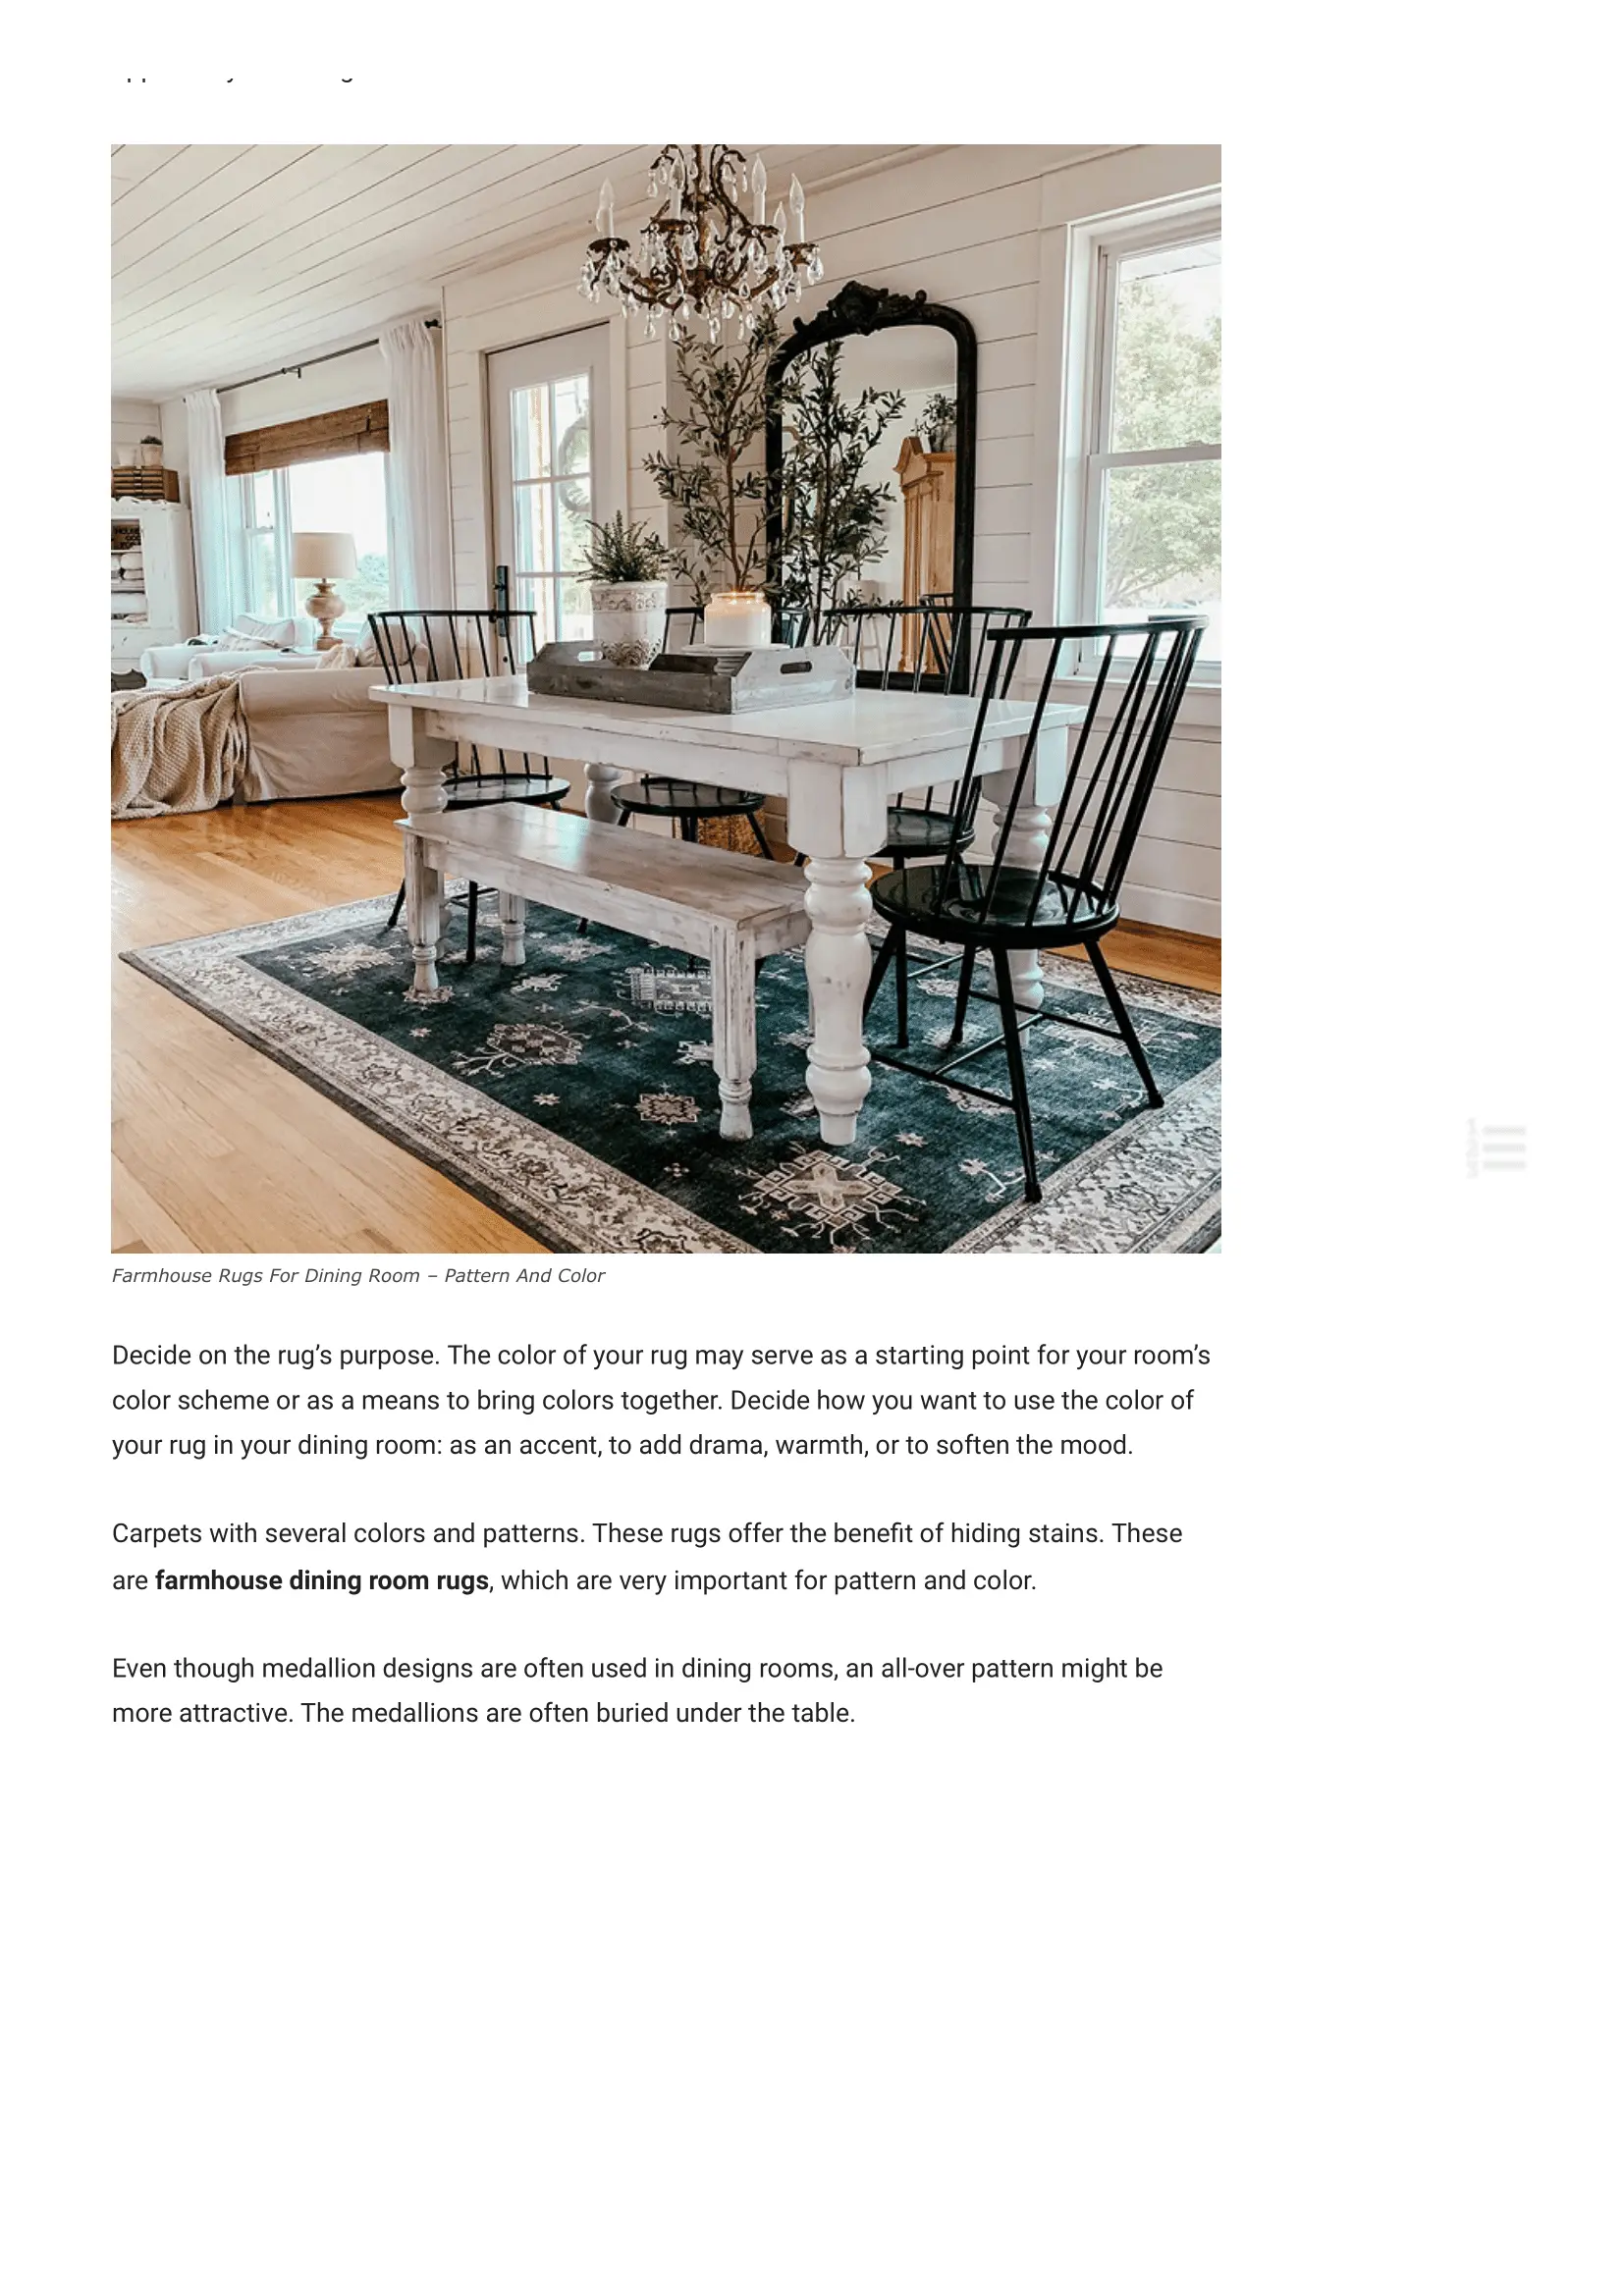 Farmhouse Rugs For Dining Room – Pattern And Color
Decide on the rug’s purpose. The color of your rug may serve as a starting point for your room’s
color scheme or as a means to bring colors together. Decide how you want to use the color of
your rug in your dining room: as an accent, to add drama, warmth, or to soften the mood.
Carpets with several colors and patterns. These rugs offer the benefit of hiding stains. These
are farmhouse dining room rugs, which are very important for pattern and color.
Even though medallion designs are often used in dining rooms, an all-over pattern might be
more attractive. The medallions are often buried under the table.